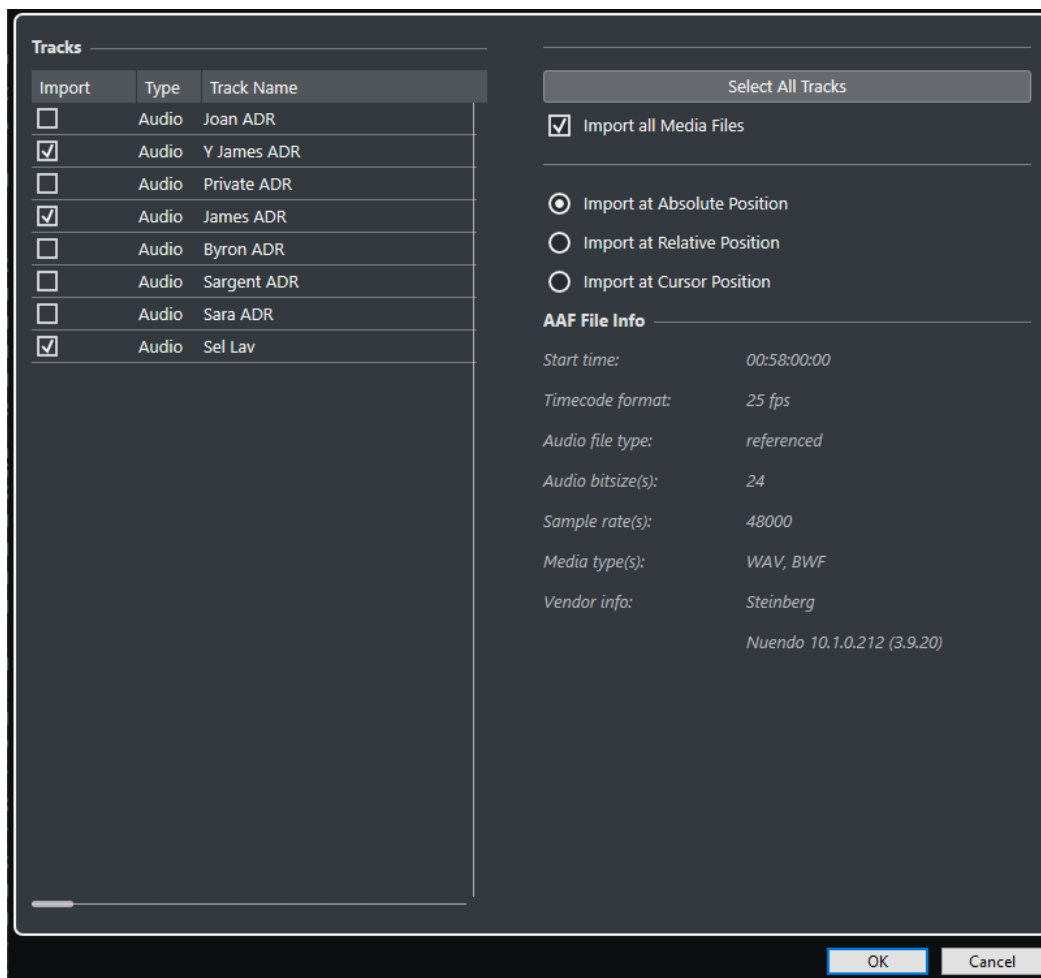 Tracks
Import Type Track Name
Audio Joan ADR
Audio Y James ADR
Audio Private ADR
Audio James ADR
Audio Byron ADR
Audio Sargent ADR
Audio Sara ADR
Audio Sel Lav
Select All Tracks
Import all Media Files
Import at Absolute Position
Import at Relative Position
Import at Cursor Position
AAF File Info
Start time: 00:58:00:00
Timecode format: 25 fps
Audio file type: referenced
Audio bitsize(s): 24
Sample rate(s): 48000
Media type(s): WAV, BWF
Vendor info: Steinberg
Nuendo 10.1.0.212 (3.9.20)
OK Cancel